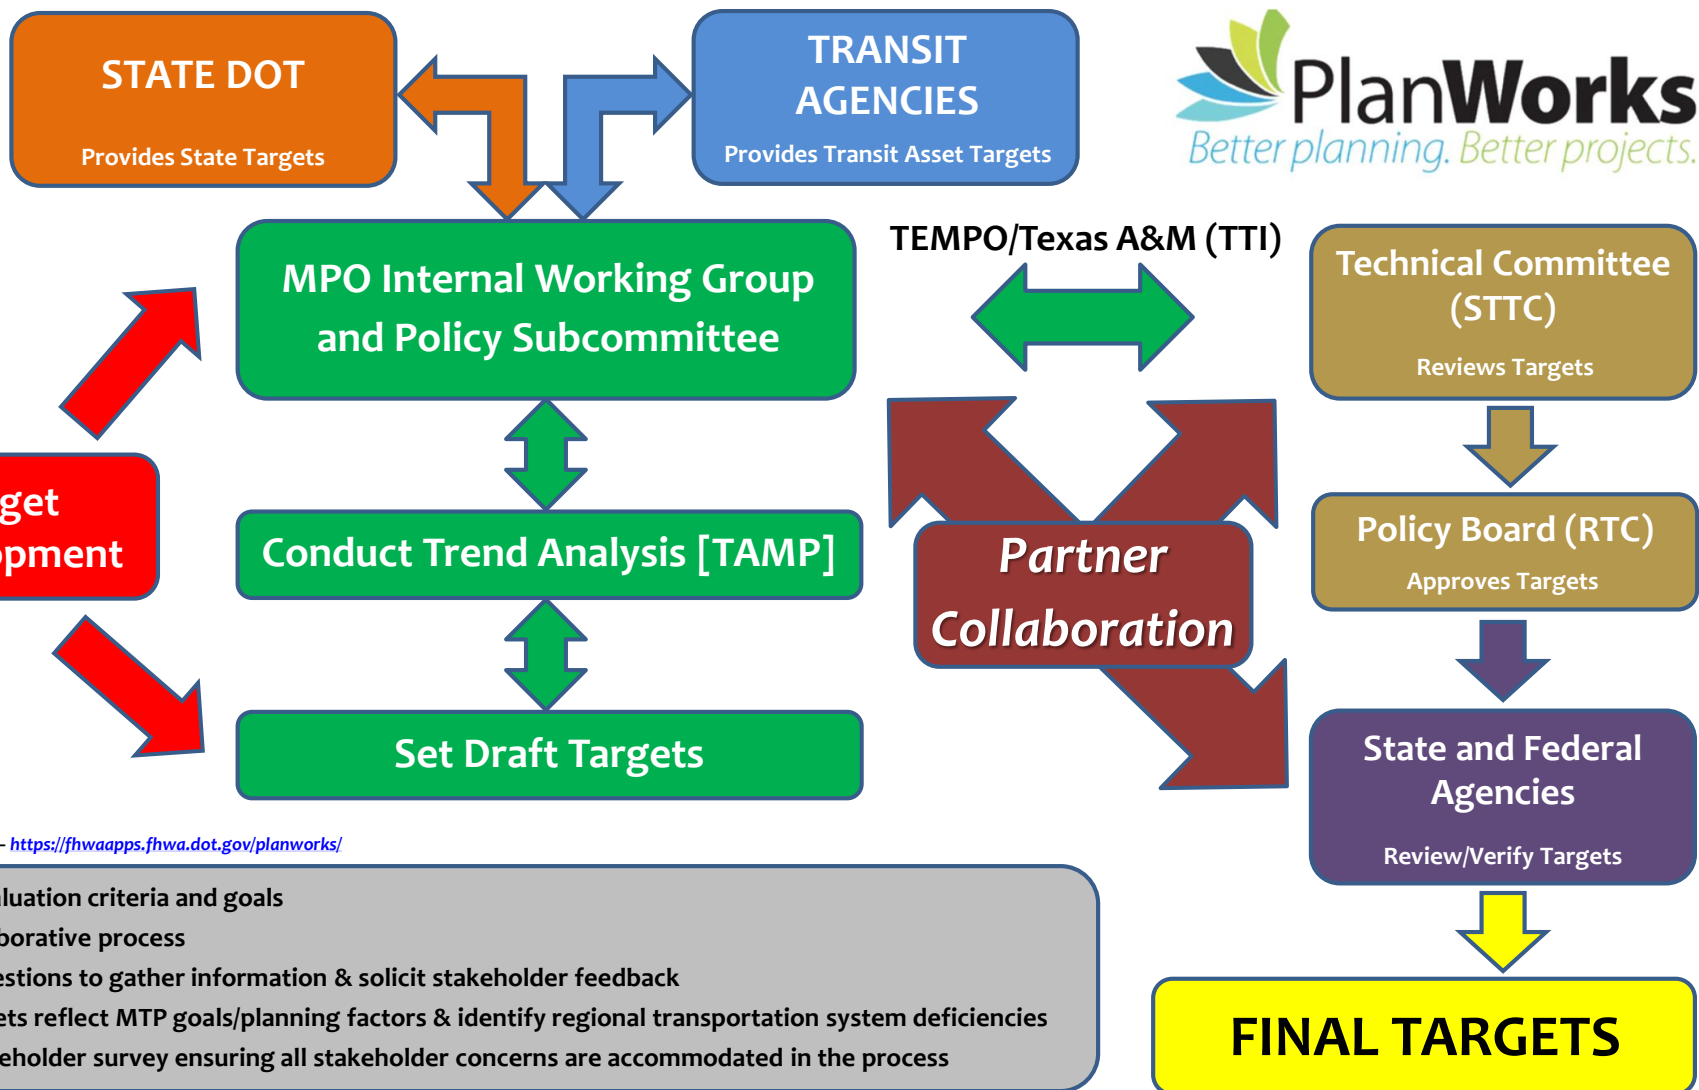 STATE DOT
Provides State Targets
TRANSIT
AGENCIES
Provides Transit Asset Targets
PlanWorks
Better planning. Better projects.
MPO Internal Working Group
and Policy Subcommittee
TEMPO/Texas A&M (TTI)
Technical Committee
(STTC)
Reviews Targets
get
opment
Conduct Trend Analysis [TAMP]
Partner
Collaboration
Policy Board (RTC)
Approves Targets
Set Draft Targets
State and Federal
Agencies
Review/Verify Targets
– https://fhwaapps.fhwa.dot.gov/planworks/
luation criteria and goals
borative process
estions to gather information & solicit stakeholder feedback
ets reflect MTP goals/planning factors & identify regional transportation system deficiencies
eholder survey ensuring all stakeholder concerns are accommodated in the process
FINAL TARGETS